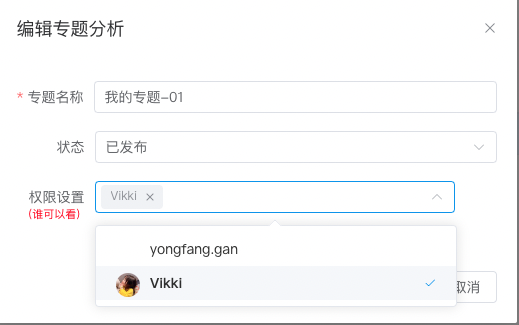 编辑专题分析
* 专题名称 我的专题-01
状态 已发布
权限设置 Vikki
(谁可以看)
yongfang.gan
Vikki
取消